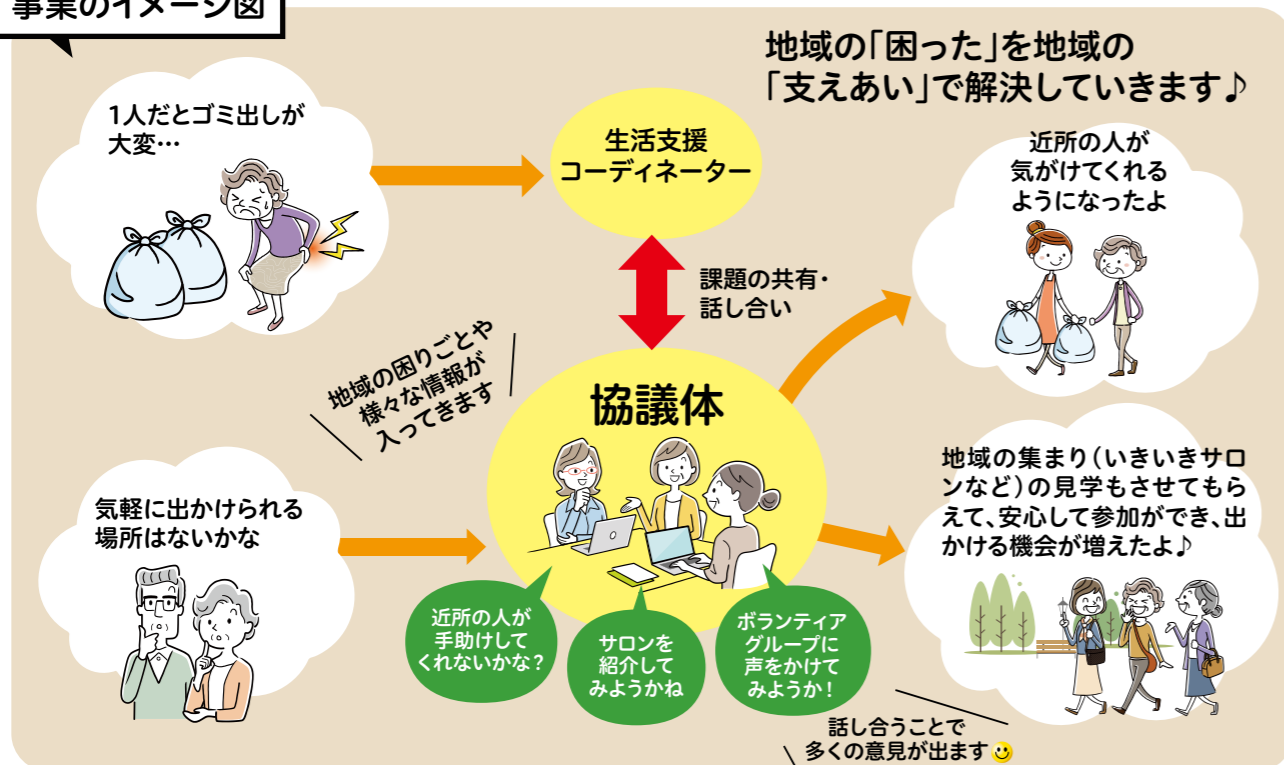 事業のイメージ図
地域の「困った」を地域の
「支えあい」で解決していきます♪
1人だとゴミ出しが
大変…
生活支援
コーディネーター
近所の人が
気がけてくれる
ようになったよ
課題の共有・
話し合い
地域の困りごとや
様々な情報が
入ってきます
協議体
気軽に出かけられる
場所はないかな
地域の集まり(いきいきサロ
ンなど)の見学もさせてもら
えて、安心して参加ができ、出
かける機会が増えたよ♪
近所の人が
手助けして
くれないかな?
サロンを
紹介して
みようかね
ボランティア
グループに
声をかけて
みようか!
話し合うことで
多くの意見が出ます